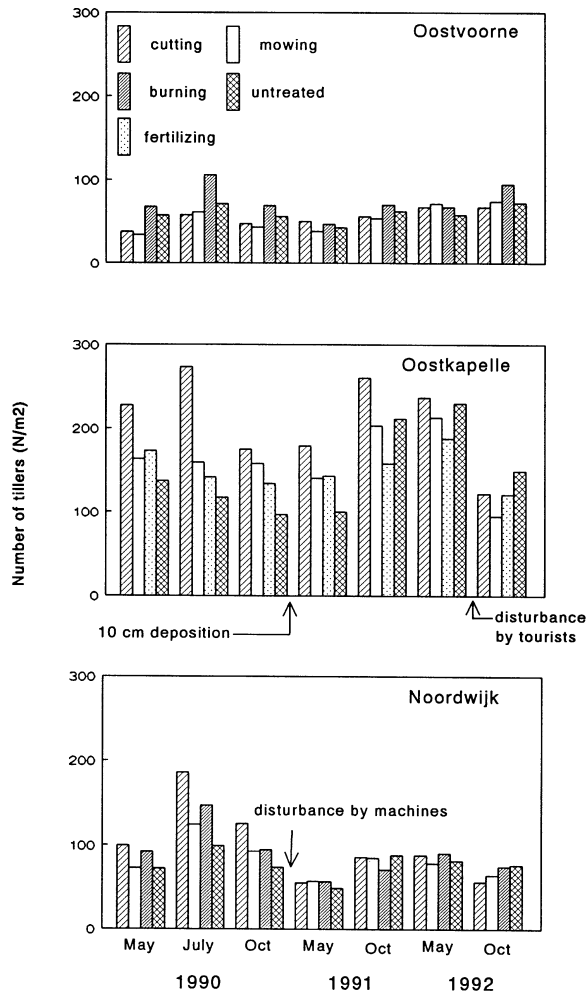 300
Oostvoorne
cutting
mowing
200
burning
untreated
fertilizing
100
0
300
Oostkapelle
200
100
0
Number of tillers (N/m2)
10 cm deposition
disturbance
by tourists
300
Noordwijk
200
disturbance by machines
100
0
May July Oct May Oct May Oct
1990 1991 1992